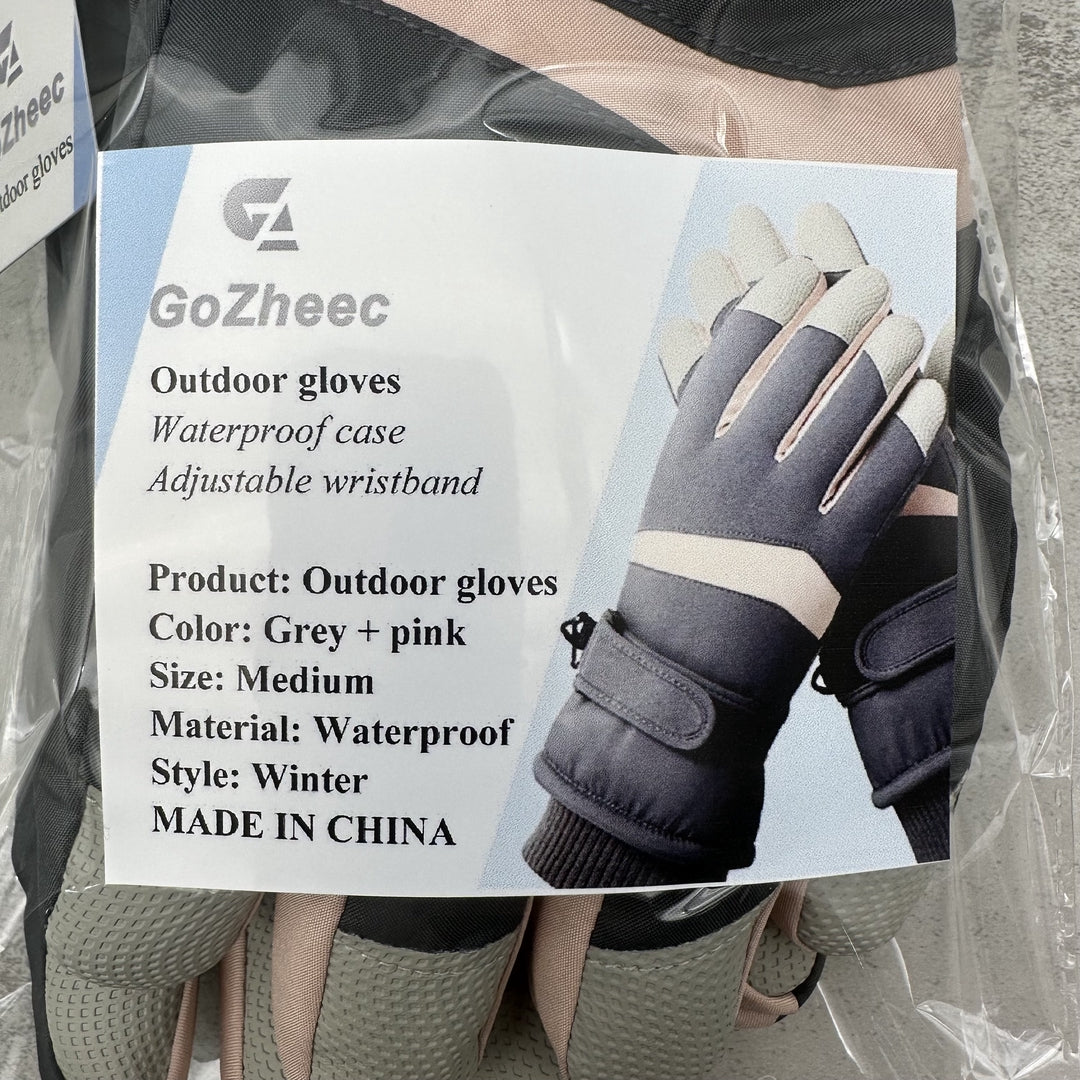 GoZheec
Outdoor gloves
Waterproof case
Adjustable wristband
Product: Outdoor gloves
Color: Grey + pink
Size: Medium
Material: Waterproof
Style: Winter
MADE IN CHINA
Zheec
door gloves